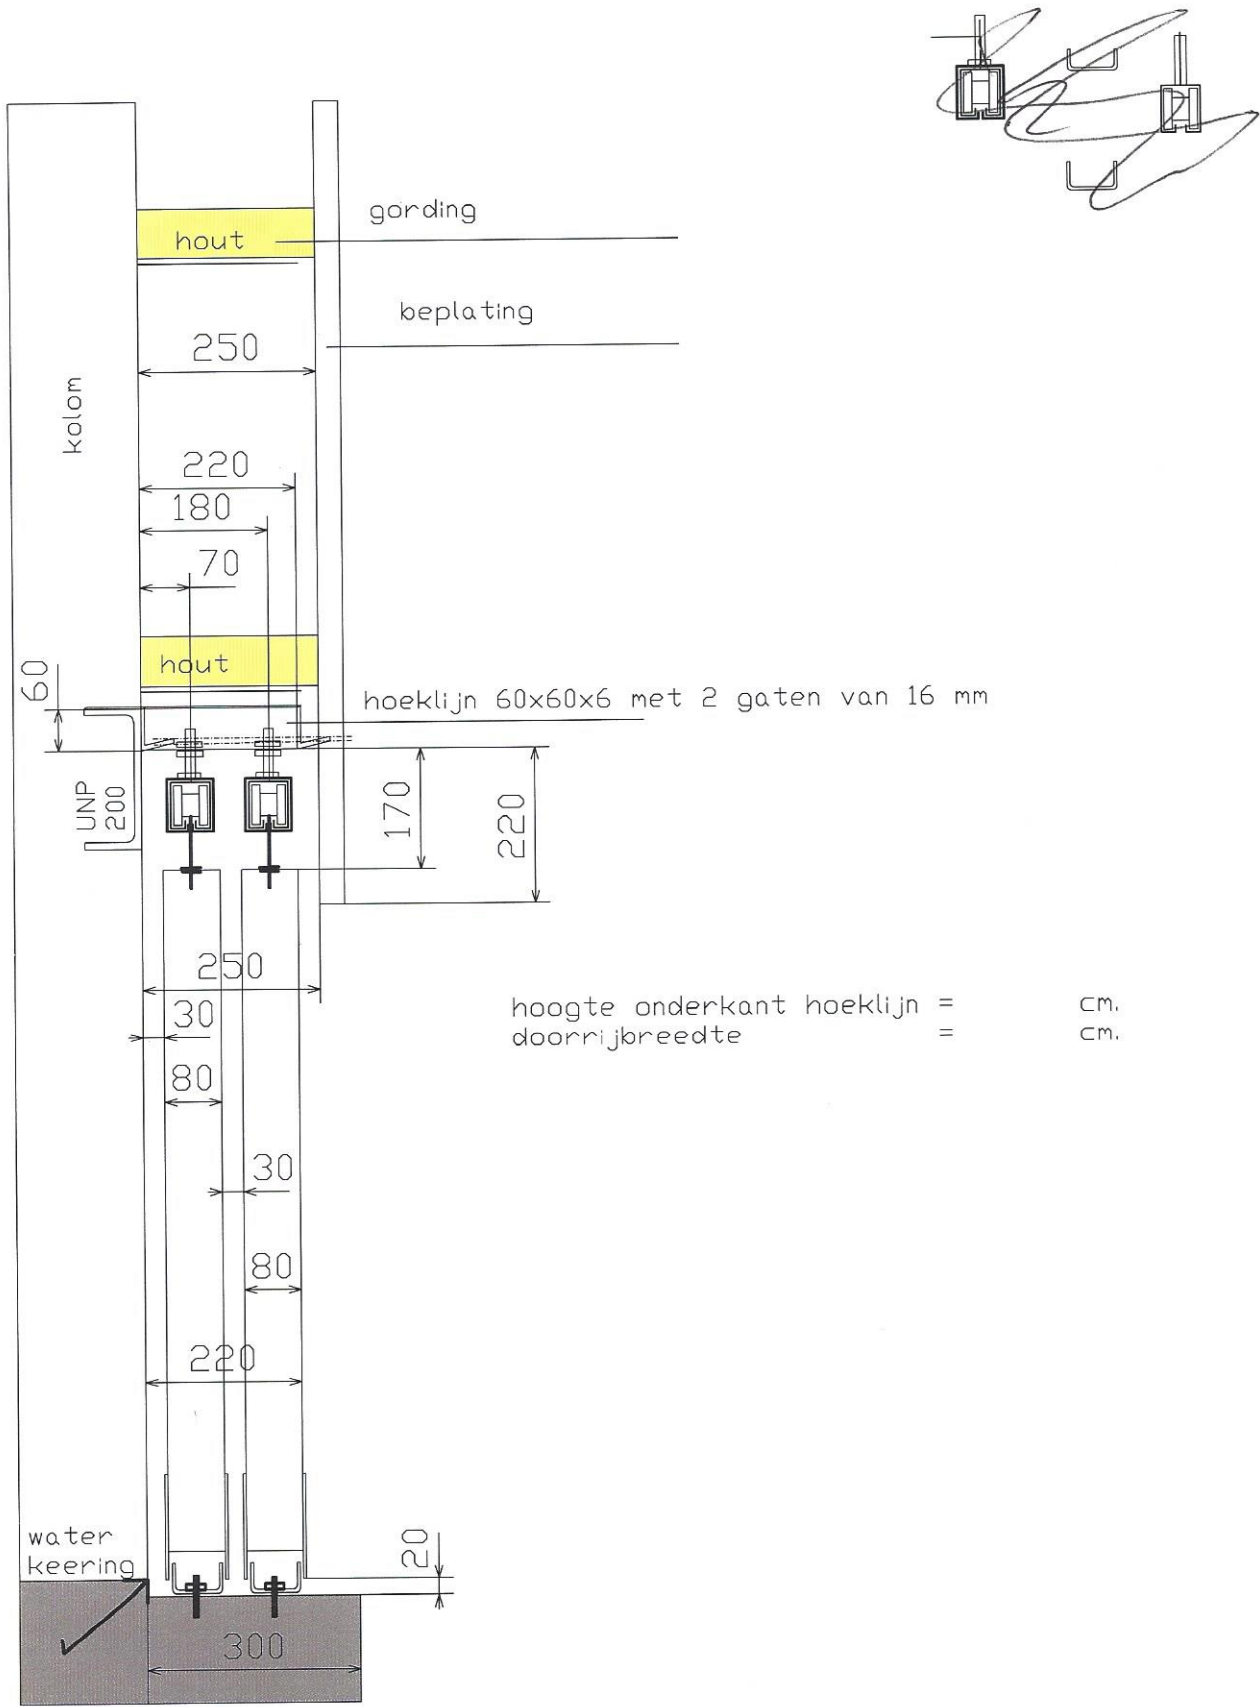 gording
hout
beplating
250
kolom
220
180
70
hout
60
hoeklijn 60x60x6 met 2 gaten van 16 mm
UNP
200
170
220
250
30
hoogte onderkant hoeklijn = cm.
doorrijbreedte = cm.
80
30
80
220
water
keering
20
300